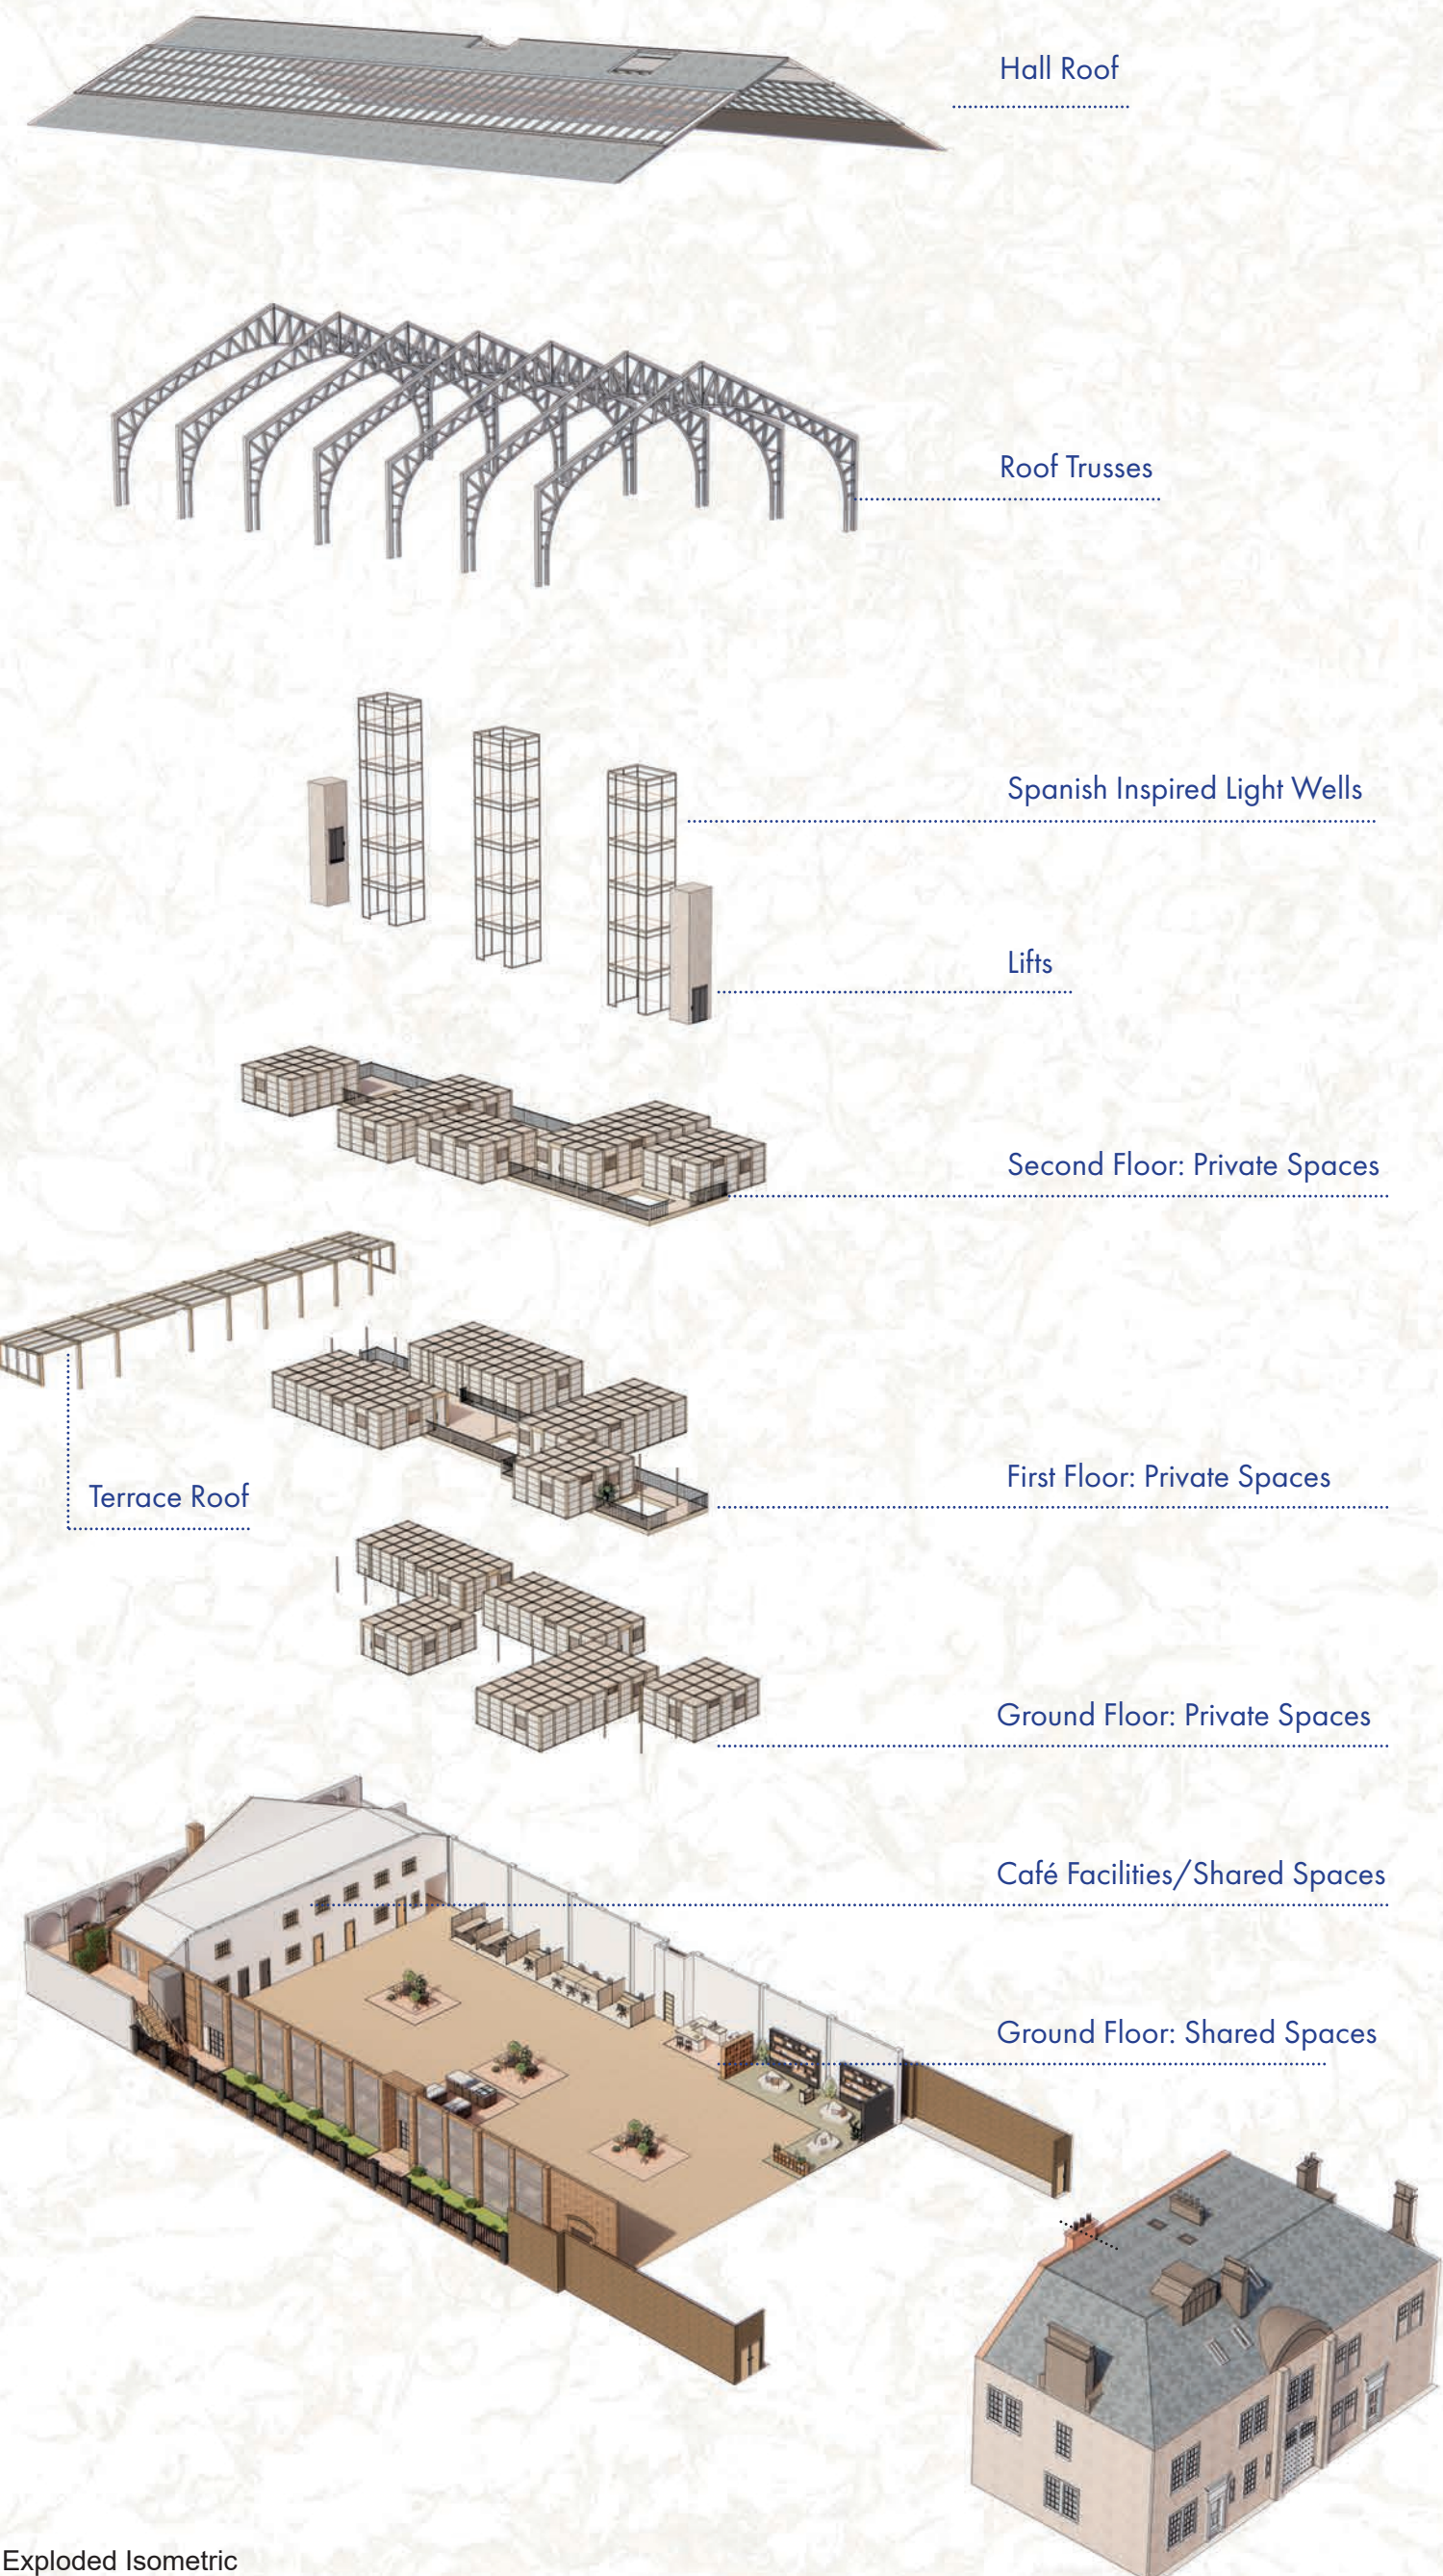 Hall Roof
Roof Trusses
Spanish Inspired Light Wells
Lifts
Second Floor: Private Spaces
First Floor: Private Spaces
Terrace Roof
Ground Floor: Private Spaces
Café Facilities/Shared Spaces
Ground Floor: Shared Spaces
Exploded Isometric